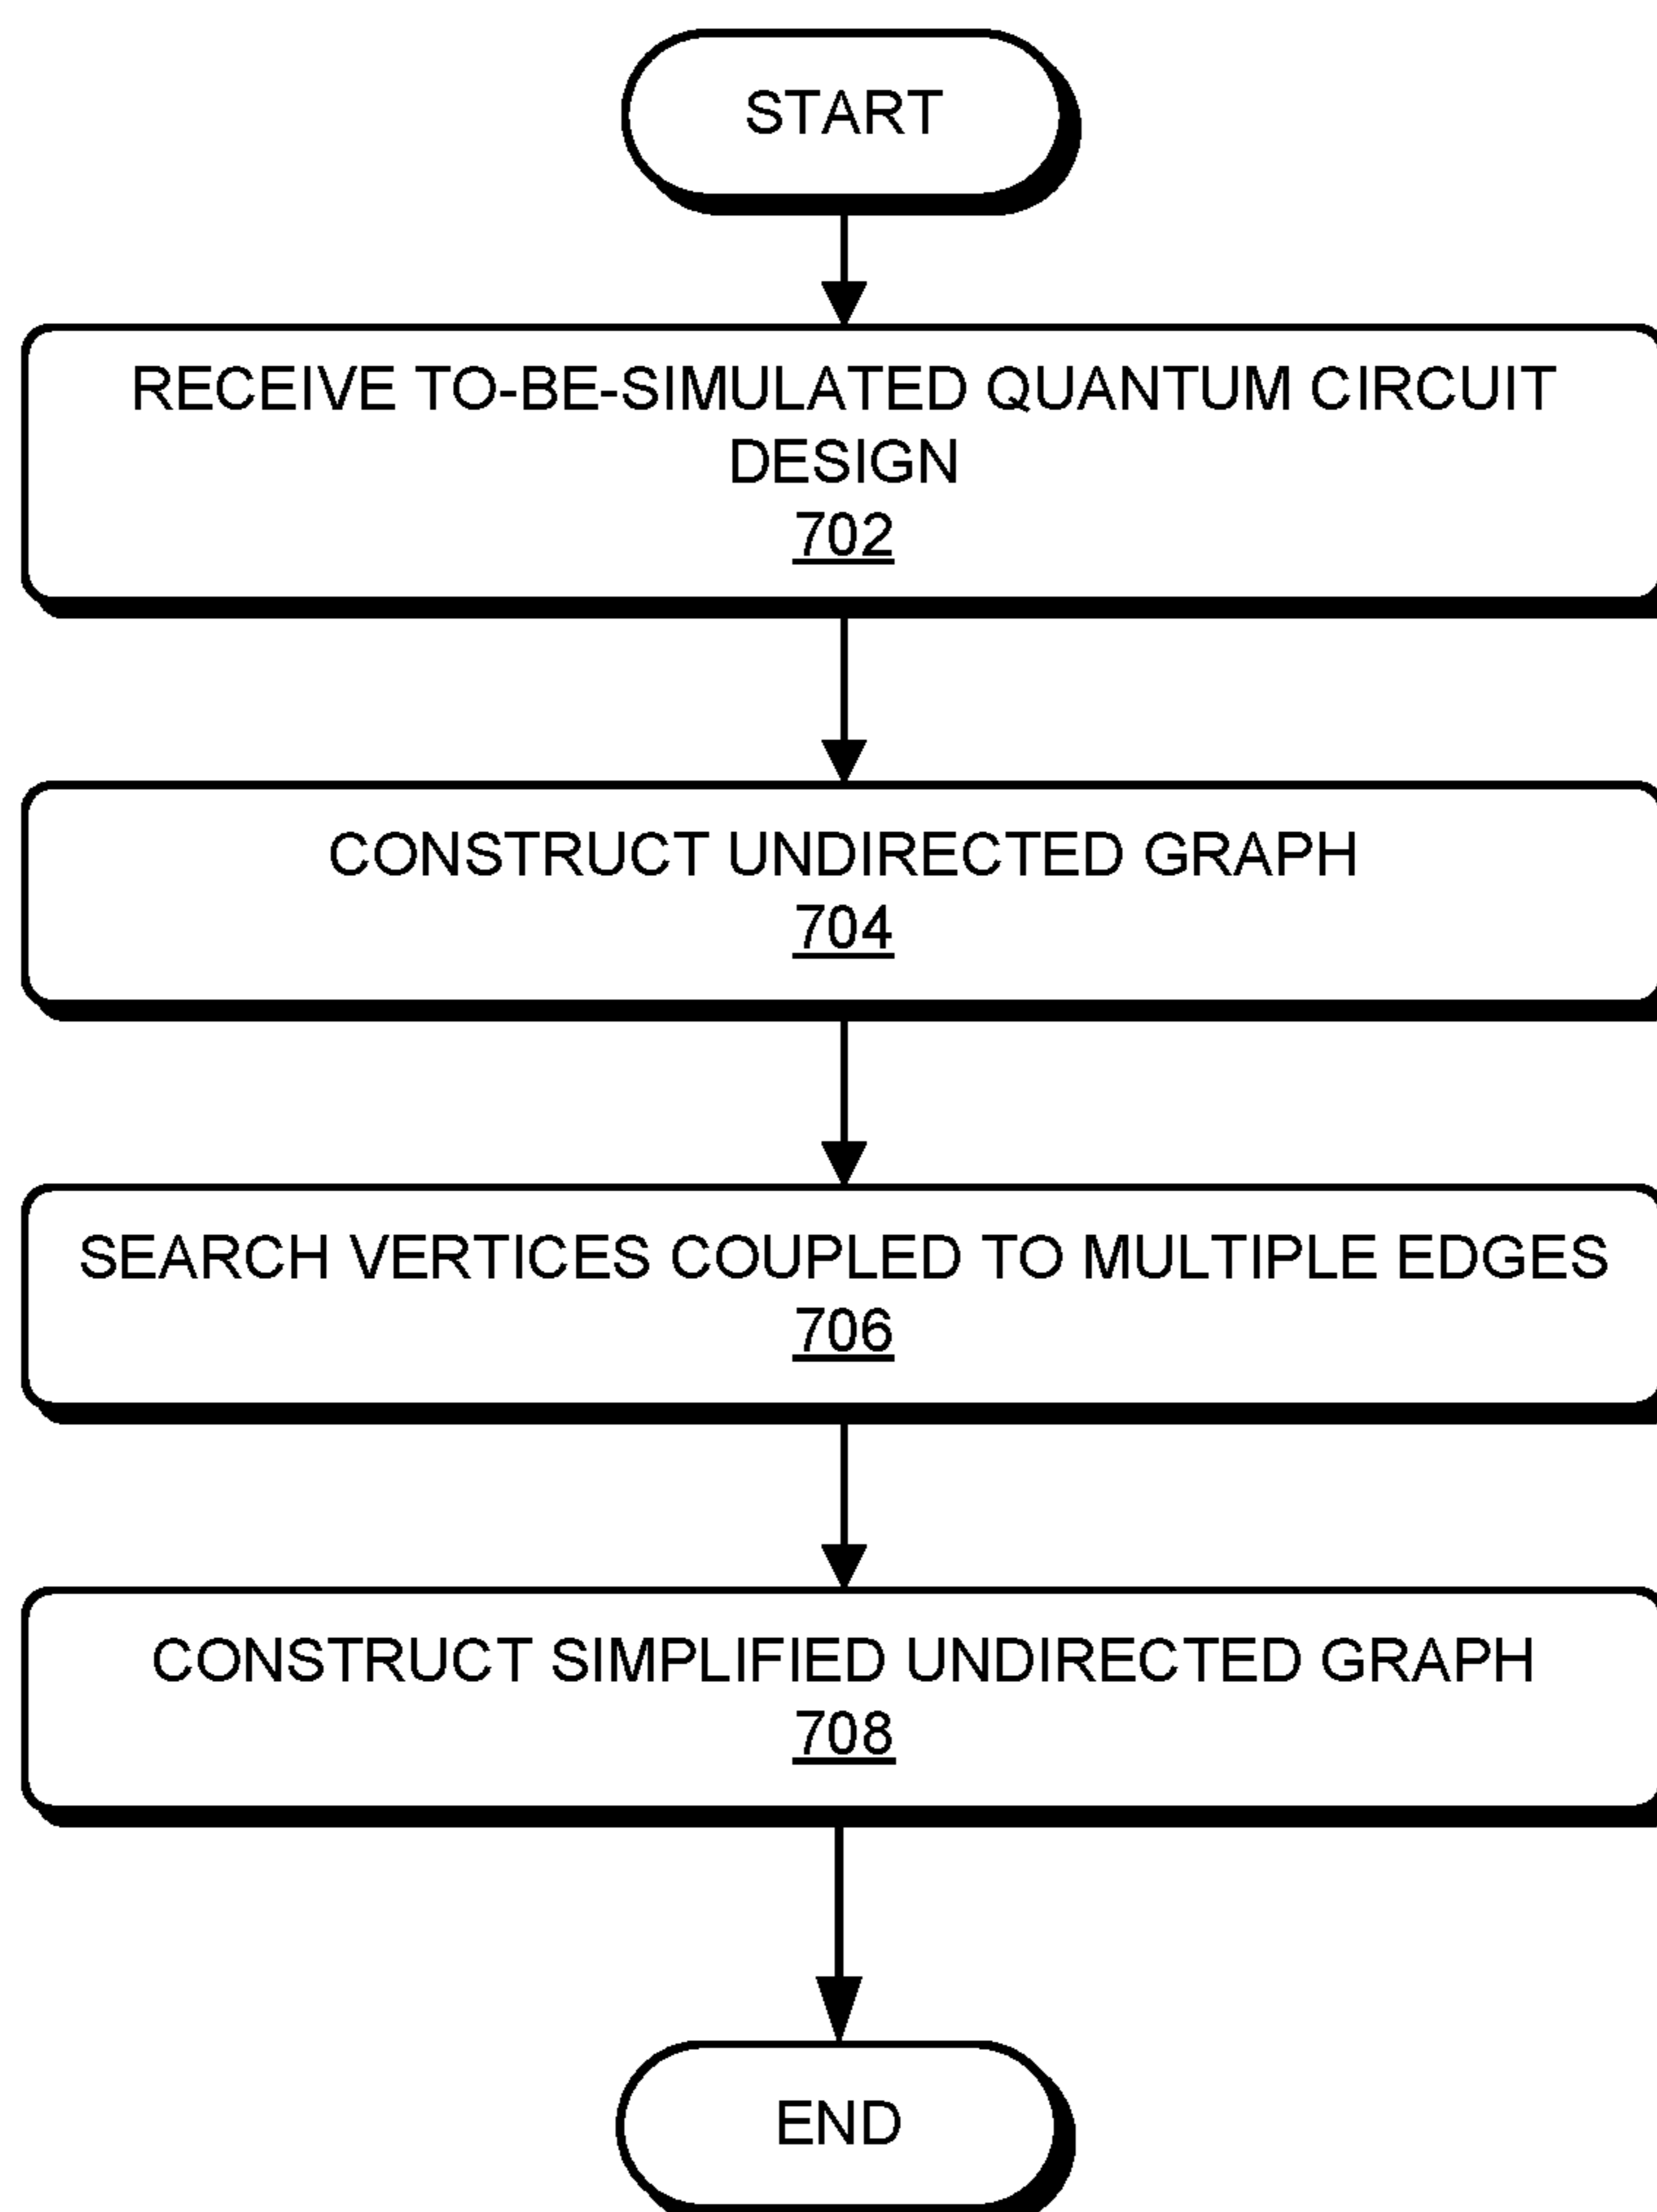 START
RECEIVE TO-BE-SIMULATED QUANTUM CIRCUIT
DESIGN
702
CONSTRUCT UNDIRECTED GRAPH
704
SEARCH VERTICES COUPLED TO MULTIPLE EDGES
706
CONSTRUCT SIMPLIFIED UNDIRECTED GRAPH
708
END